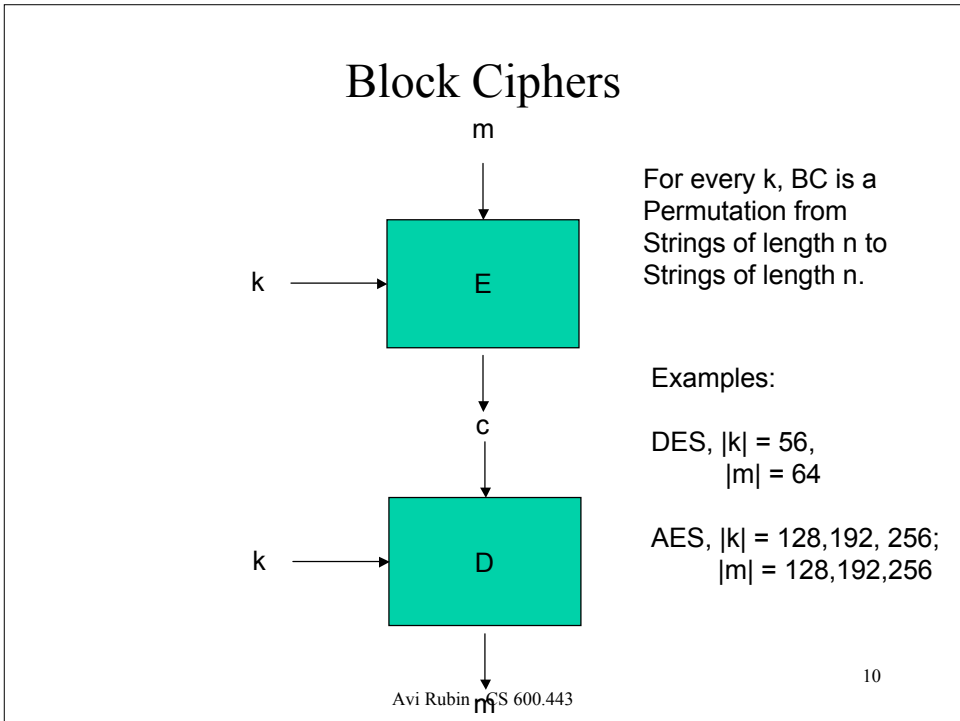 Block Ciphers
m
For every k, BC is a
Permutation from
Strings of length n to
Strings of length n.
k
E
Examples:
c
DES, |k| = 56,
|m| = 64
AES, |k| = 128,192, 256;
|m| = 128,192,256
k
D
m
Avi Rubin - CS 600.443
10